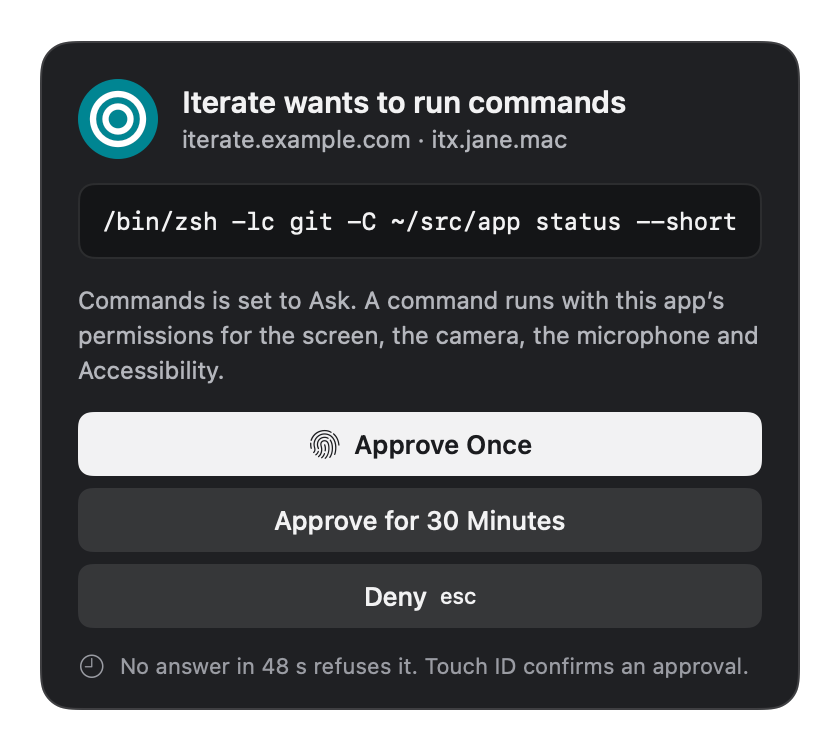 Iterate wants to run commands
iterate.example.com · itx.jane.mac
/bin/zsh -lc git -C ~/src/app status --short
Commands is set to Ask. A command runs with this app’s
permissions for the screen, the camera, the microphone and
Accessibility.
Approve Once
Approve for 30 Minutes
Deny esc
No answer in 48 s refuses it. Touch ID confirms an approval.